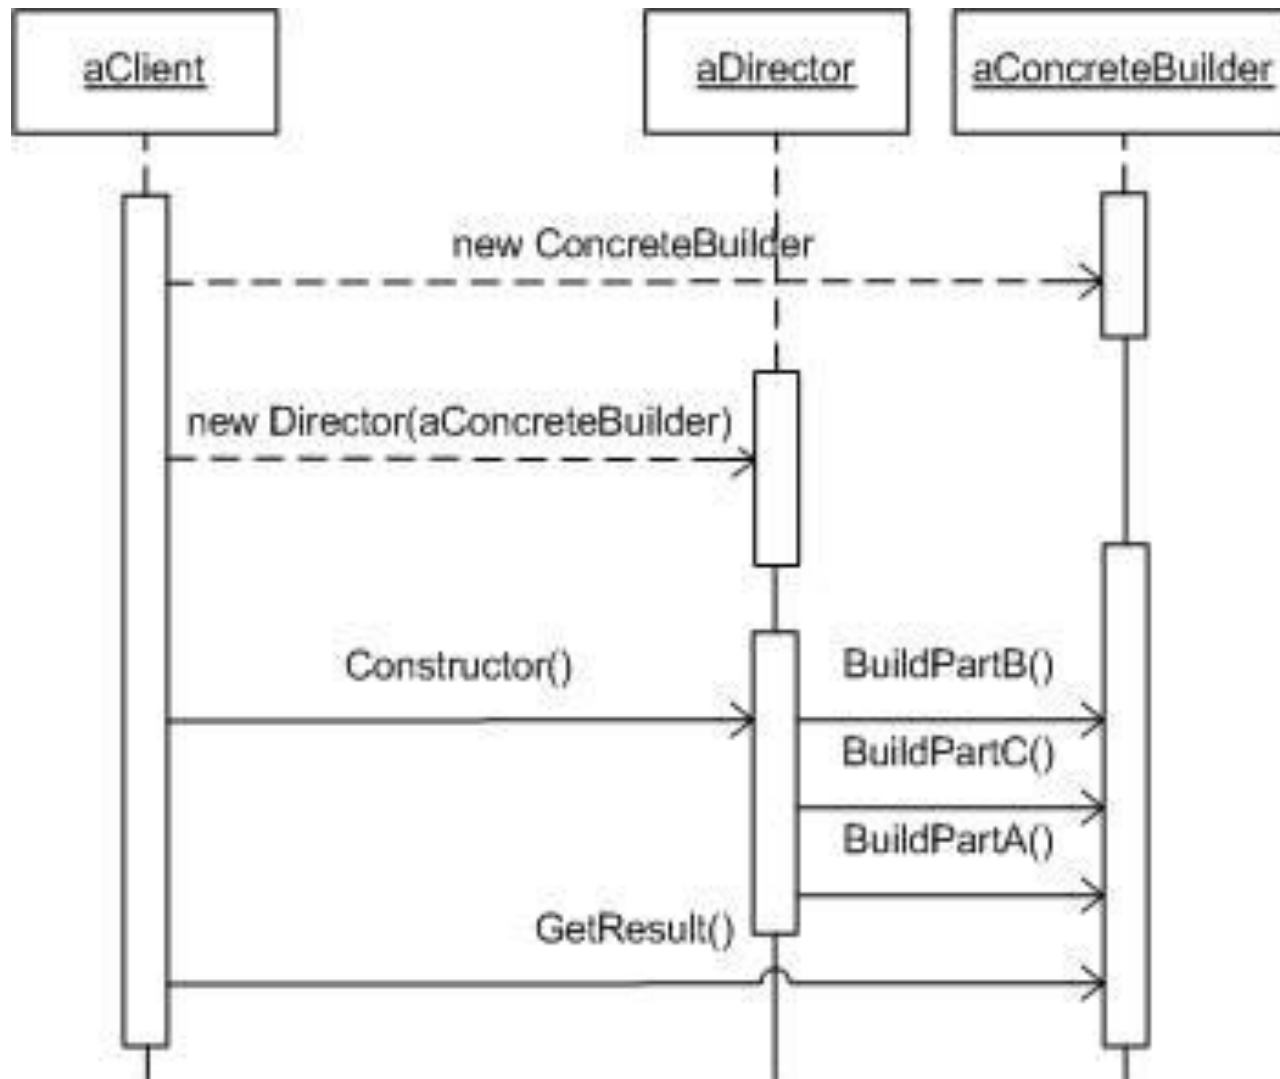 aClient
aDirector
aConcreteBuilder
new ConcreteBuilder
new Director(aConcreteBuilder)
Constructor()
BuildPartB()
BuildPartC()
BuildPartA()
GetResult()